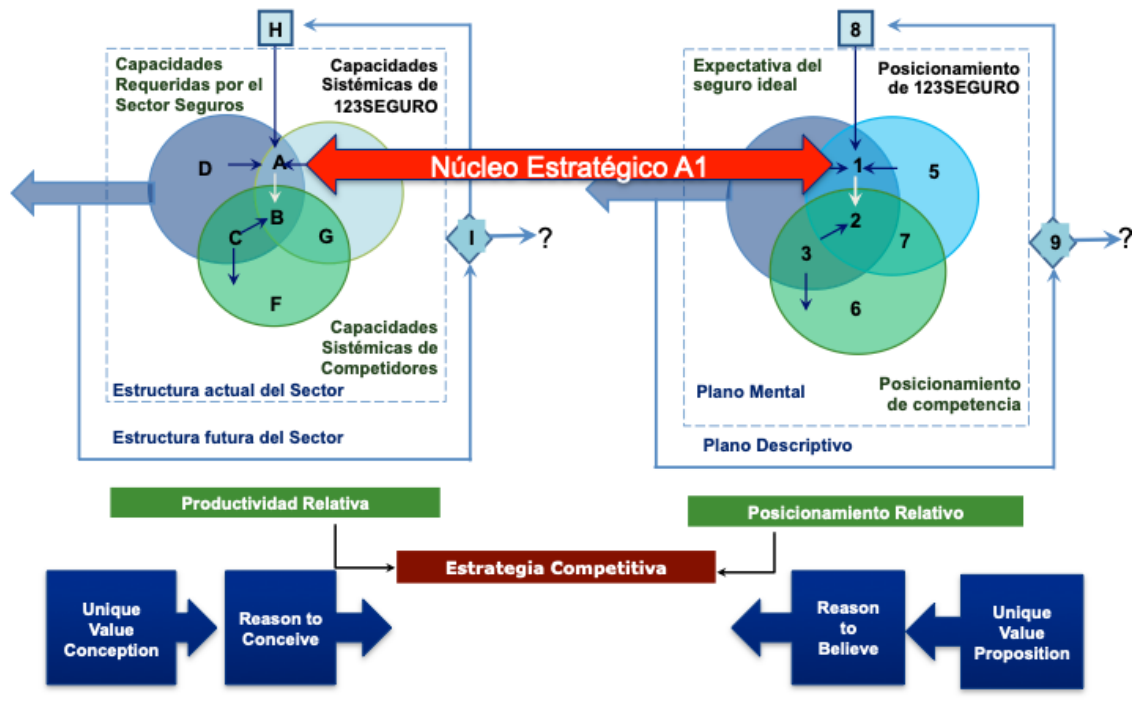 H
Capacidades
Requeridas por el
Sector Seguros
Capacidades
Sistémicas de
123SEGURO
D
A
B
C
G
F
I
?
Capacidades
Sistémicas de
Competidores
Estructura actual del Sector
Estructura futura del Sector
Núcleo Estratégico A1
8
Expectativa del
seguro ideal
Posicionamiento
de 123SEGURO
1
5
2
3
7
6
9
?
Plano Mental
Posicionamiento
de competencia
Plano Descriptivo
Productividad Relativa
Posicionamiento Relativo
Estrategia Competitiva
Unique
Value
Conception
Reason to
Conceive
Reason
to
Believe
Unique
Value
Proposition